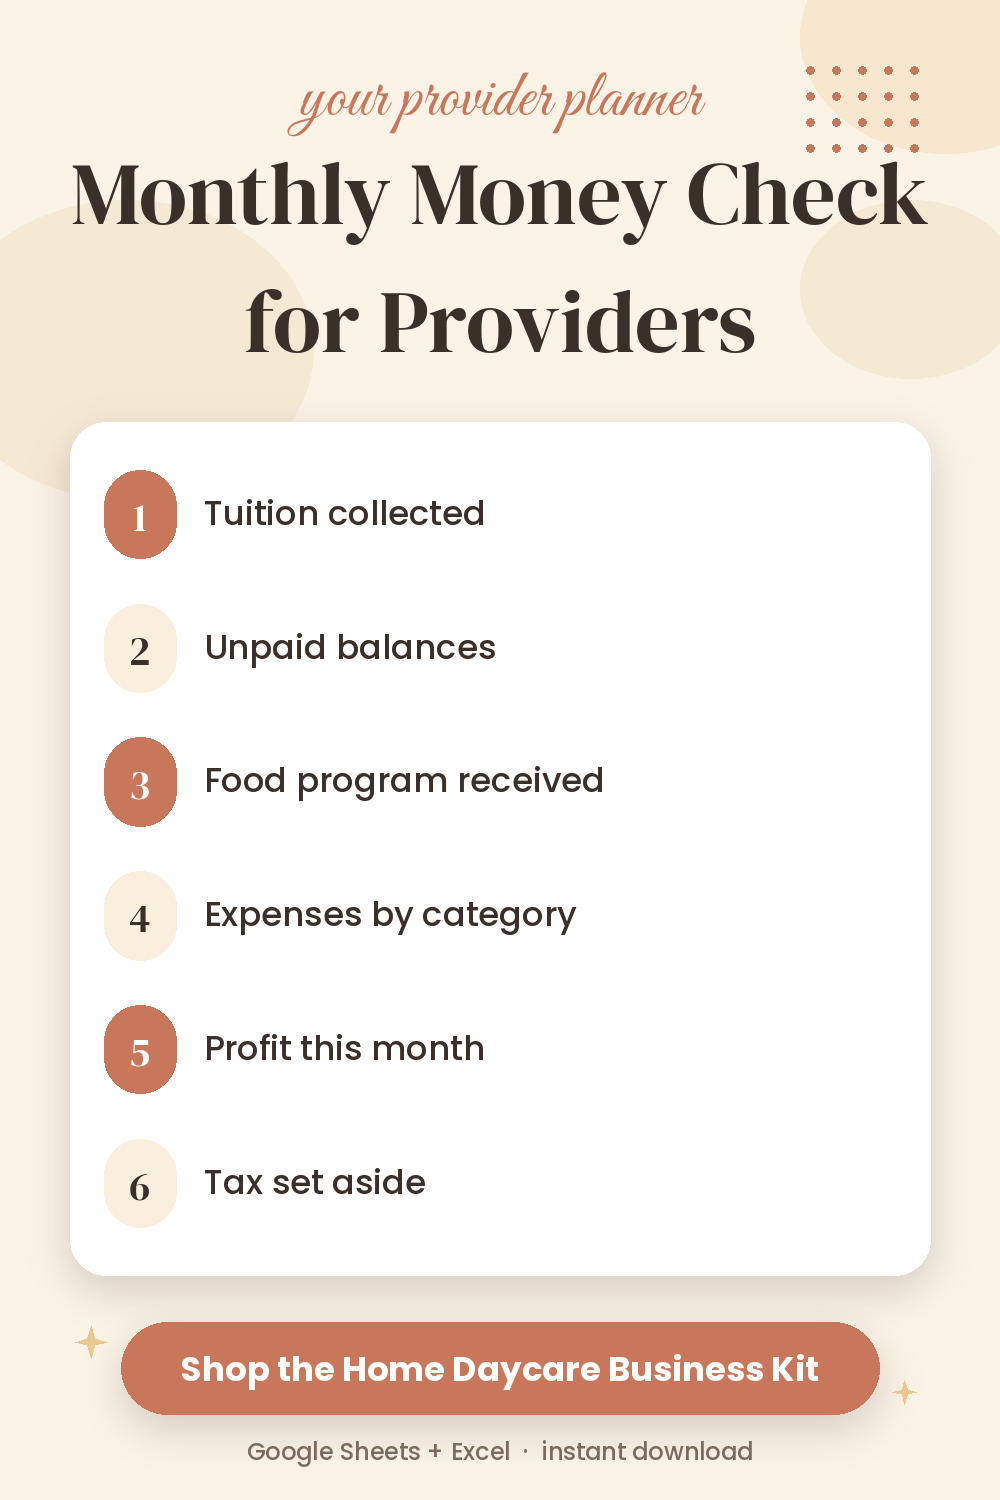 your provider planner
Monthly Money Check
for Providers
1 Tuition collected
2 Unpaid balances
3 Food program received
4 Expenses by category
5 Profit this month
6 Tax set aside
Shop the Home Daycare Business Kit
Google Sheets + Excel · instant download